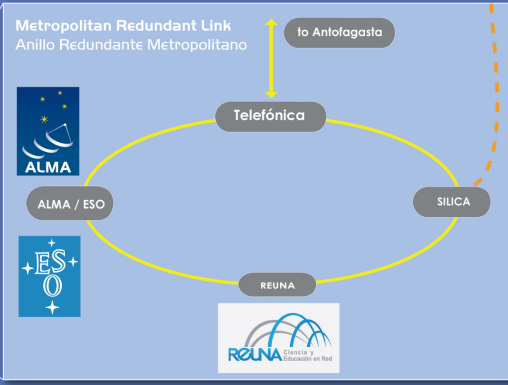 Metropolitan Redundant Link
Anillo Redundante Metropolitano
to Antofagasta
Telefónica
ALMA
ALMA / ESO
SILICA
ESO
REUNA
REUNA Ciencia y
Educación en Red